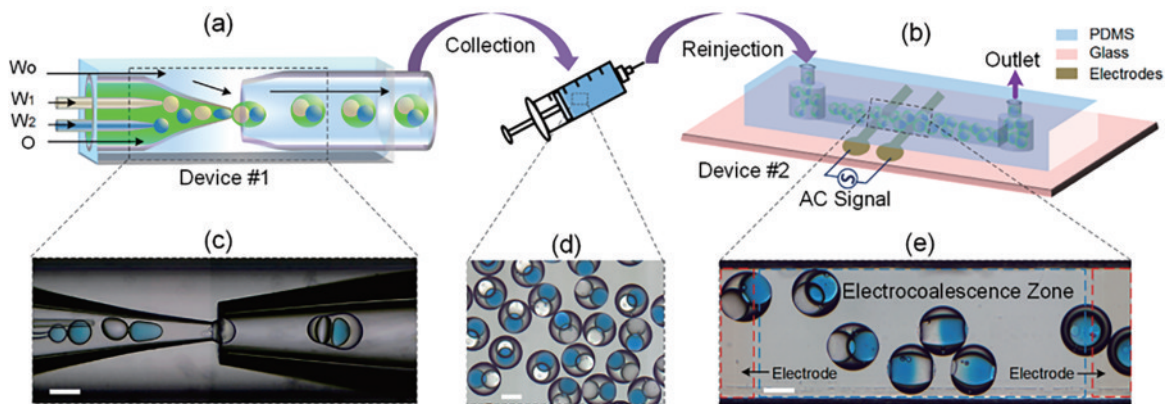 (a)
Collection
Reinjection
(b)
PDMS
Glass
Electrodes
Outlet
Wo
W1
W2
O
Device #1
Device #2
AC Signal
(c)
(d)
(e)
Electrocoalescence Zone
Electrode
Electrode